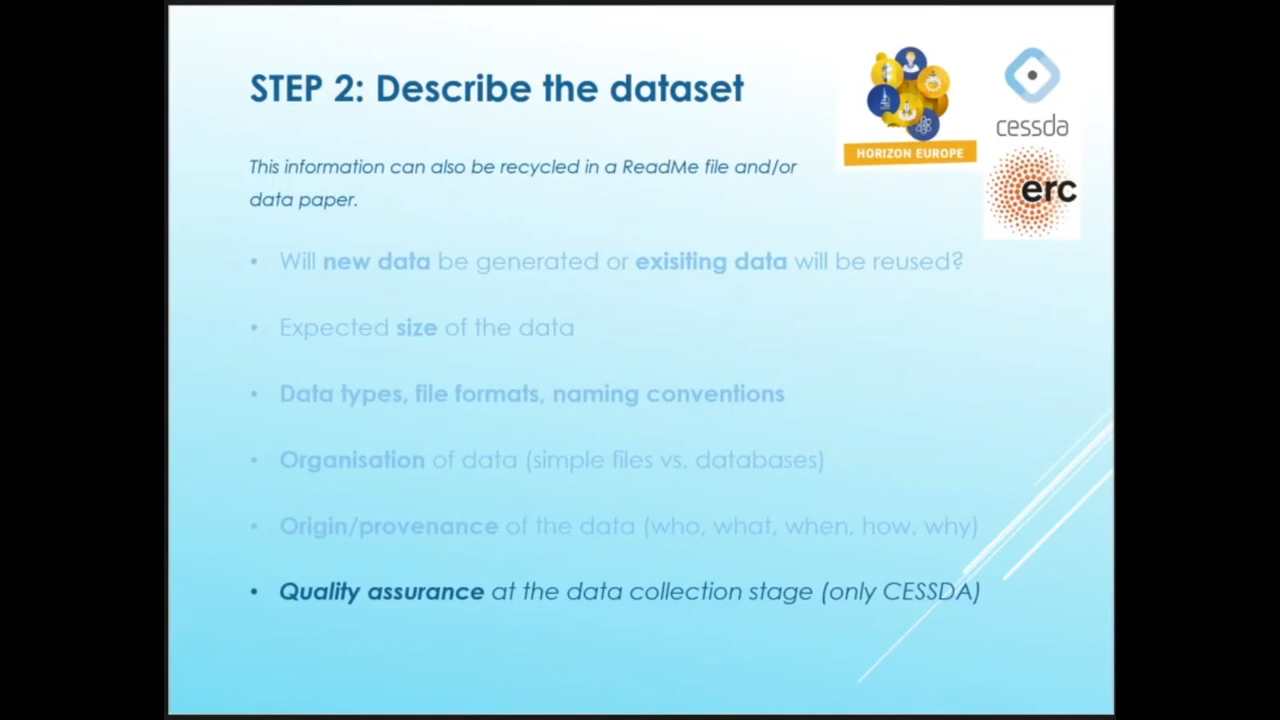 STEP 2: Describe the dataset
HORIZON EUROPE
cessda
erc
This information can also be recycled in a ReadMe file and/or
data paper.
• Will new data be generated or exisiting data will be reused?
• Expected size of the data
• Data types, file formats, naming conventions
• Organisation of data (simple files vs. databases)
• Origin/provenance of the data (who, what, when, how, why)
• Quality assurance at the data collection stage (only CESSDA)